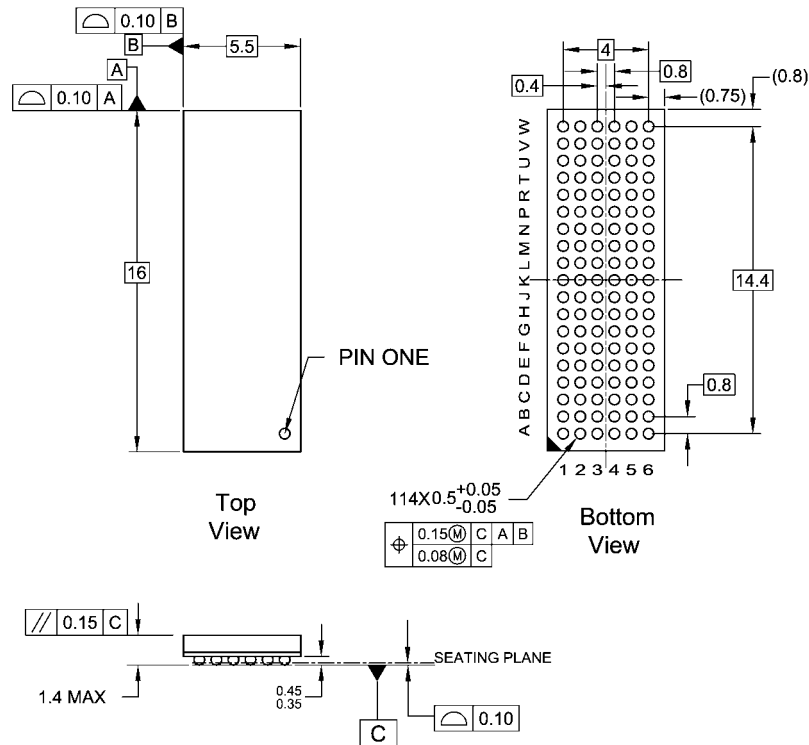 0.10 B
B
5.5
A
0.10 A
16
PIN ONE
Top
View
4
0.8
0.4
(0.8)
(0.75)
A B C D E F G H J K L M N P R T U V W
14.4
0.8
1 2 3 4 5 6
114X0.5 +0.05
-0.05
⌖ 0.15Ⓜ C A B
0.08Ⓜ C
Bottom
View
// 0.15 C
1.4 MAX
0.45
0.35
SEATING PLANE
C
0.10